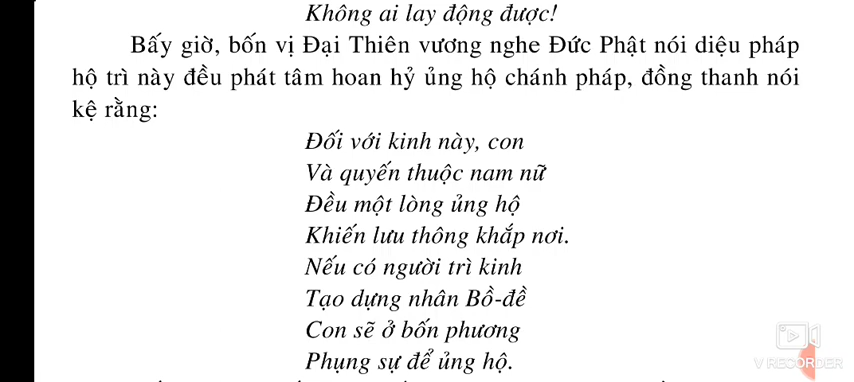 Không ai lay động được!
Bấy giờ, bốn vị Đại Thiên vương nghe Đức Phật nói diệu pháp
hộ trì này đều phát tâm hoan hỷ ủng hộ chánh pháp, đồng thanh nói
kệ rằng:
Đối với kinh này, con
Và quyến thuộc nam nữ
Đều một lòng ủng hộ
Khiến lưu thông khắp nơi.
Nếu có người trì kinh
Tạo dựng nhân Bồ-đề
Con sẽ ở bốn phương
Phụng sự để ủng hộ.
V RECORDER